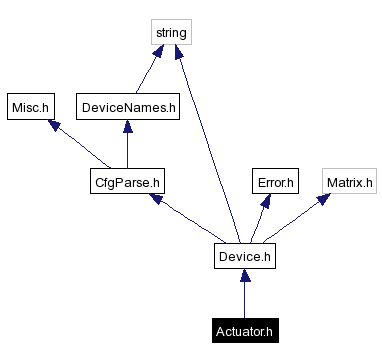 string
Misc.h
DeviceNames.h
CfgParse.h
Error.h
Matrix.h
Device.h
Actuator.h